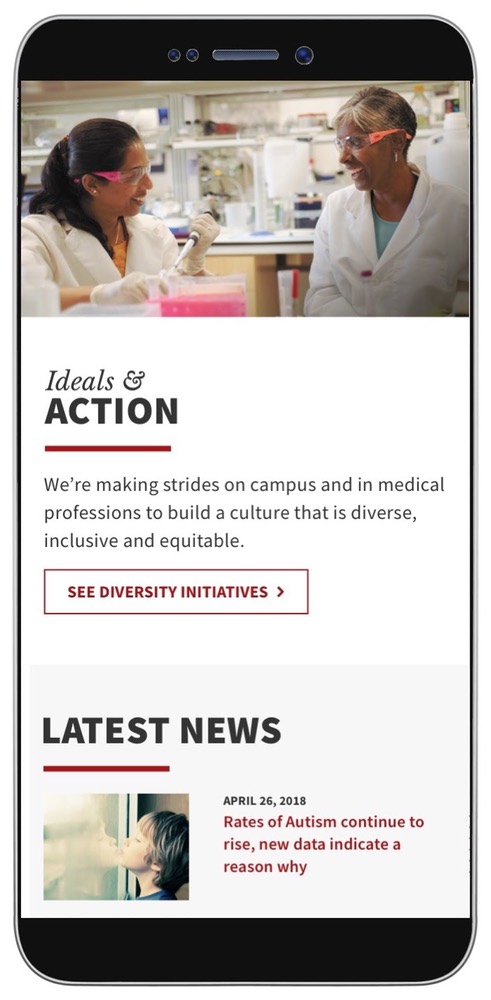 Ideals &
ACTION
We’re making strides on campus and in medical
professions to build a culture that is diverse,
inclusive and equitable.
SEE DIVERSITY INITIATIVES >
LATEST NEWS
APRIL 26, 2018
Rates of Autism continue to
rise, new data indicate a
reason why